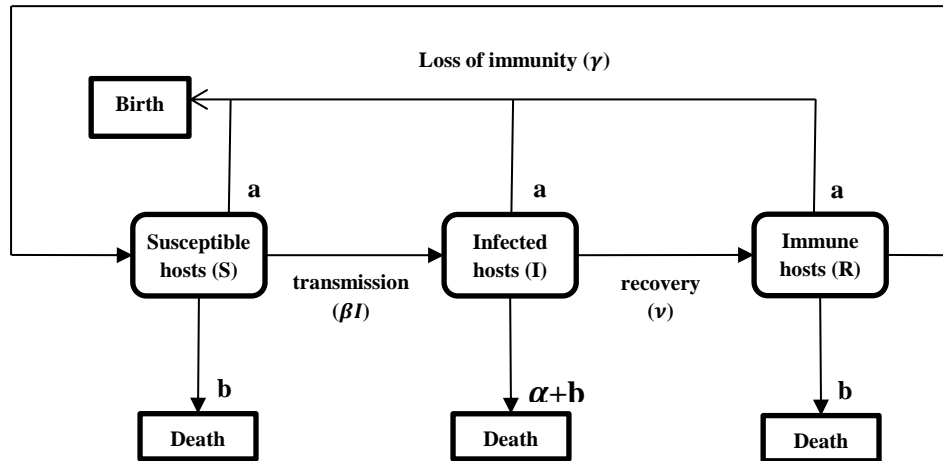 Loss of immunity (γ)
Birth
a
a
a
Susceptible
hosts (S)
transmission
(βI)
Infected
hosts (I)
recovery
(ν)
Immune
hosts (R)
b
α+b
b
Death
Death
Death